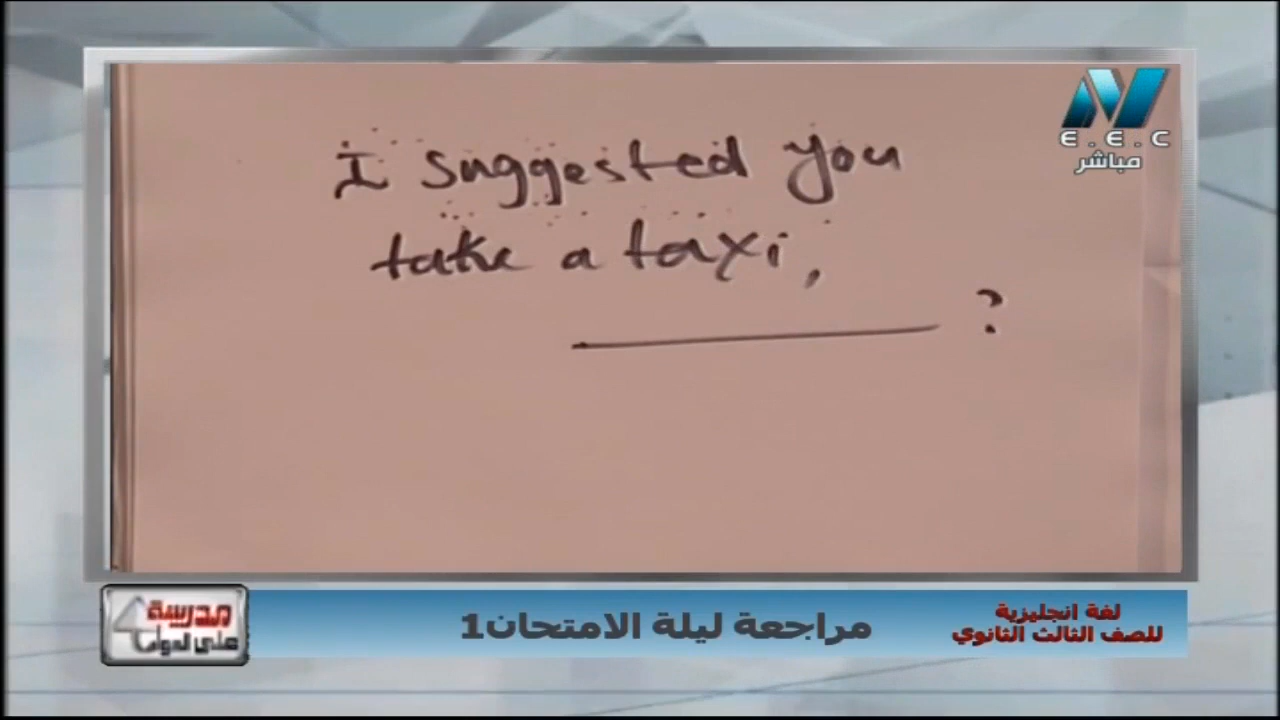 E.E.C
مباشر
I suggested you
take a taxi,
?
لغة انجليزية
للصف الثالث الثانوي
مراجعة ليلة الامتحان1
مدرسة
على الهواء